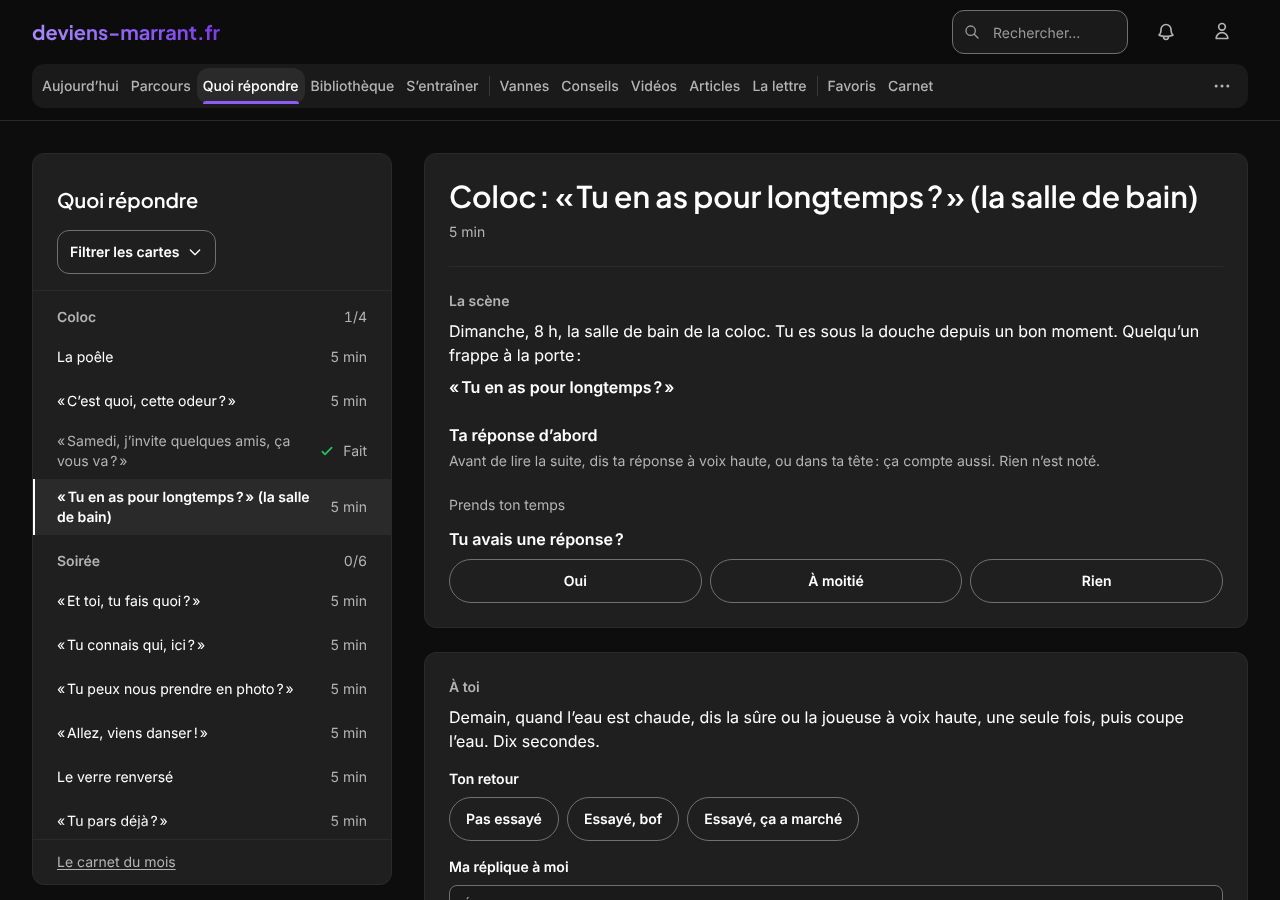 deviens-marrant.fr
Rechercher...
Aujourd’hui Parcours Quoi répondre Bibliothèque S’entraîner Vannes Conseils Vidéos Articles La lettre Favoris Carnet
Quoi répondre
Filtrer les cartes
Coloc 1/4
La poêle 5 min
« C’est quoi, cette odeur ? » 5 min
« Samedi, j’invite quelques amis, ça
vous va ? » Fait
« Tu en as pour longtemps ? » (la salle
de bain) 5 min
Soirée 0/6
« Et toi, tu fais quoi ? » 5 min
« Tu connais qui, ici ? » 5 min
« Tu peux nous prendre en photo ? » 5 min
« Allez, viens danser ! » 5 min
Le verre renversé 5 min
« Tu pars déjà ? » 5 min
Le carnet du mois
Coloc : « Tu en as pour longtemps ? » (la salle de bain)
5 min
La scène
Dimanche, 8 h, la salle de bain de la coloc. Tu es sous la douche depuis un bon moment. Quelqu’un
frappe à la porte :
« Tu en as pour longtemps ? »
Ta réponse d’abord
Avant de lire la suite, dis ta réponse à voix haute, ou dans ta tête : ça compte aussi. Rien n’est noté.
Prends ton temps
Tu avais une réponse ?
Oui À moitié Rien
À toi
Demain, quand l’eau est chaude, dis la sûre ou la joueuse à voix haute, une seule fois, puis coupe
l’eau. Dix secondes.
Ton retour
Pas essayé Essayé, bof Essayé, ça a marché
Ma réplique à moi